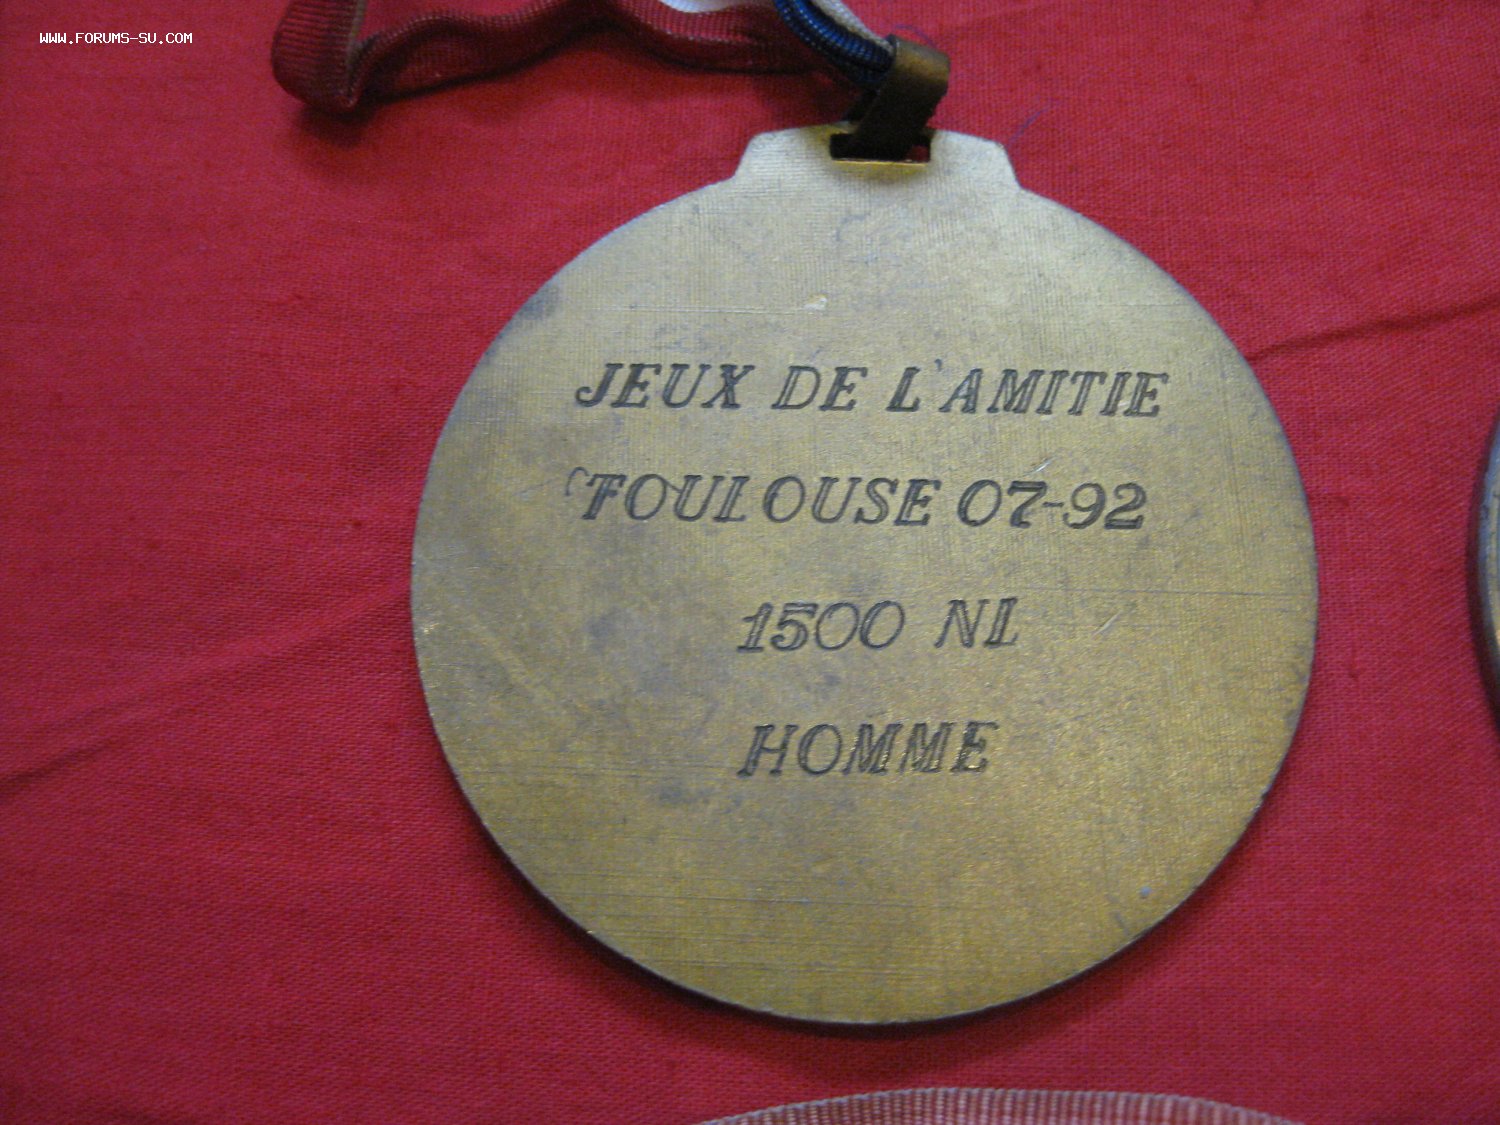 WWW.FORUMS-SU.COM
JEUX DE L'AMITIE
TOULOUSE 07-92
1500 NL
HOMME